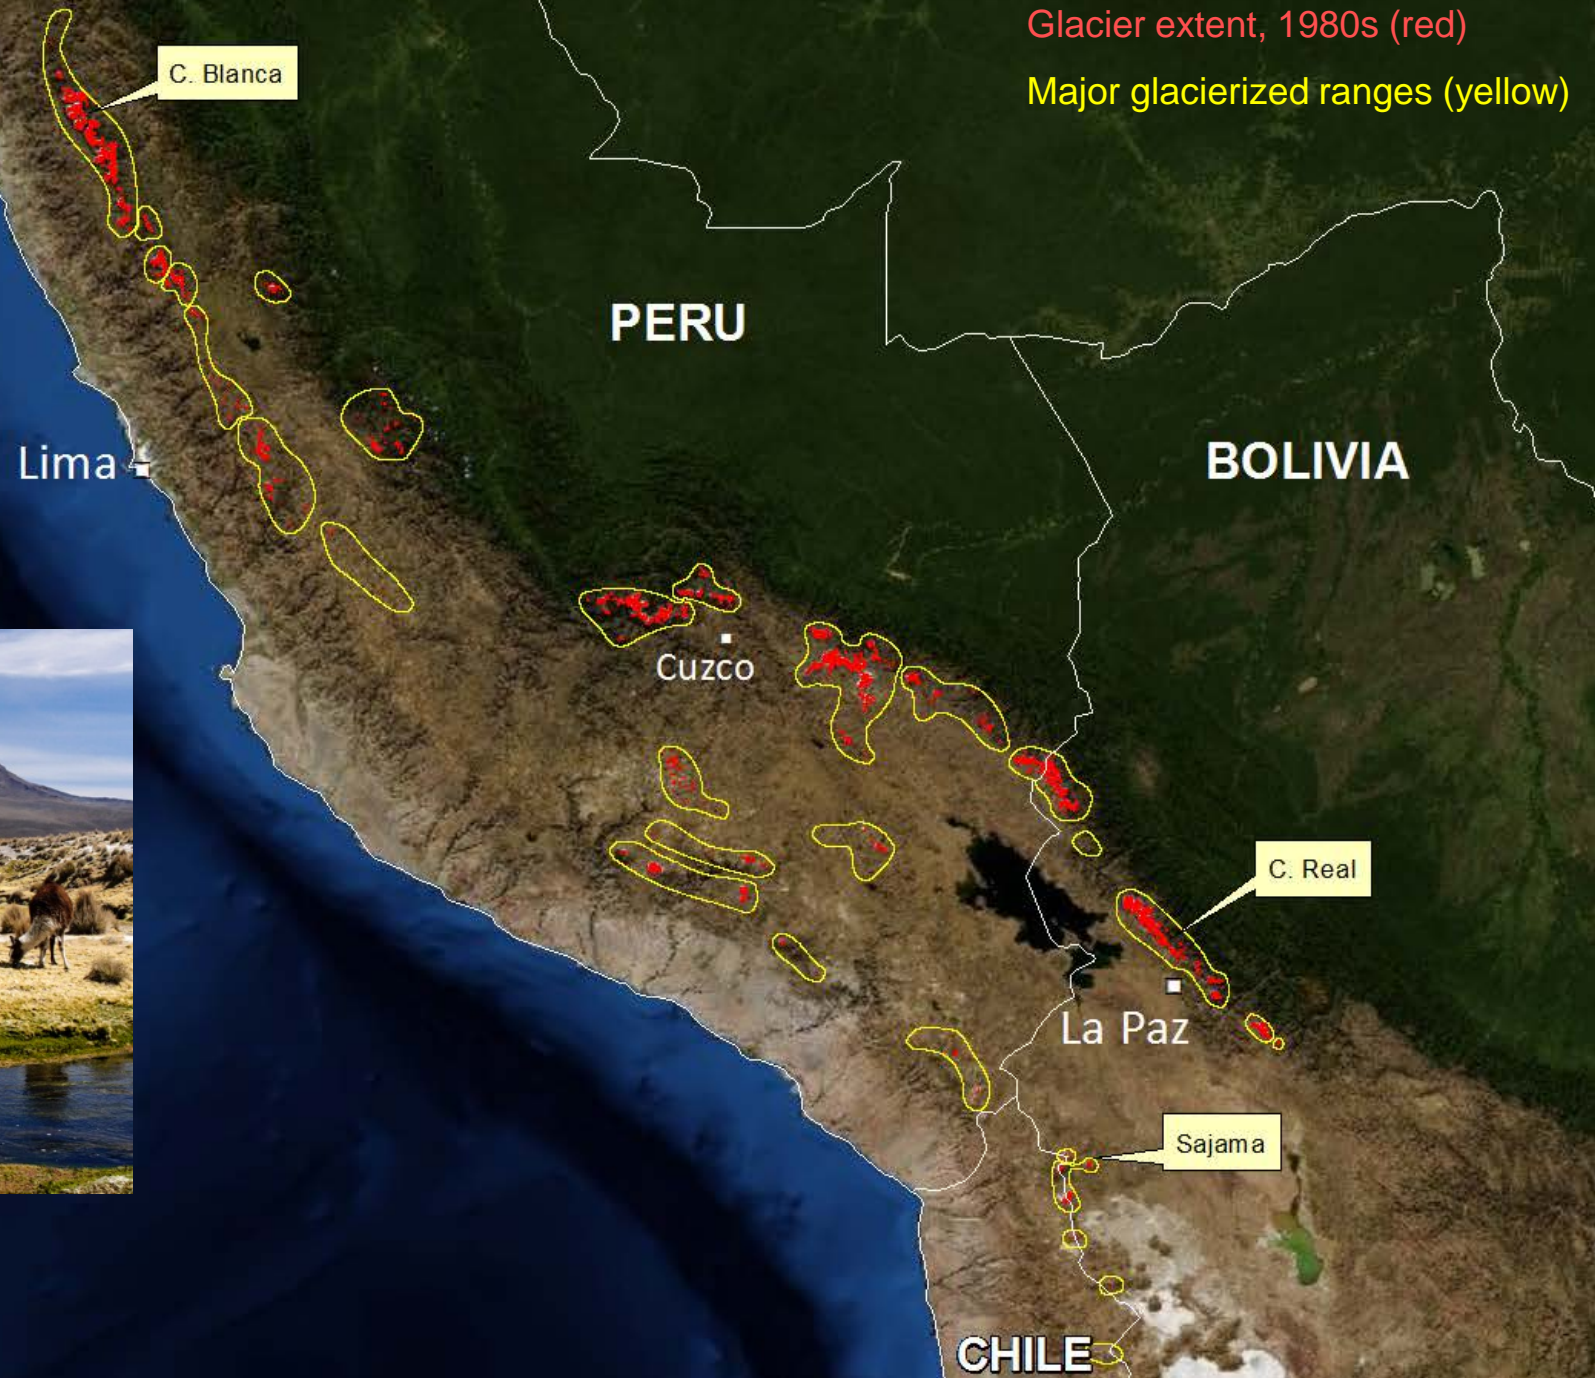 Glacier extent, 1980s (red)
C. Blanca
Major glacierized ranges (yellow)
PERU
Lima
BOLIVIA
Cuzco
C. Real
La Paz
Sajama
CHILE